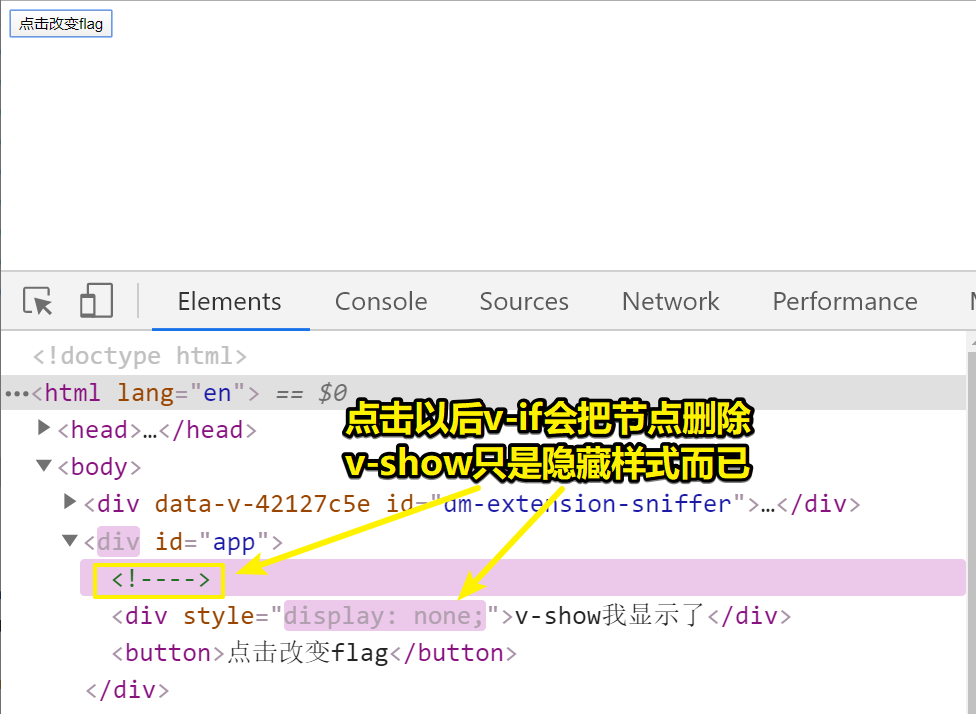 点击改变flag
Elements Console Sources Network Performance
<!doctype html>
···<html lang="en"> == $0
点击以后v-if会把节点删除
▶<head>…</head>
v-show只是隐藏样式而已
▼<body>
▶<div data-v-42127c5e id="dm-extension-sniffer">…</div>
▼<div id="app">
<!---->
<div style="display: none;">v-show我显示了</div>
<button>点击改变flag</button>
</div>